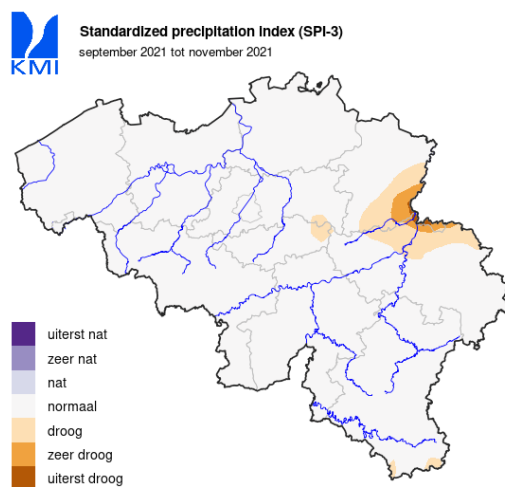 Standardized precipitation index (SPI-3)
september 2021 tot november 2021
KMI
uiterst nat
zeer nat
nat
normaal
droog
zeer droog
uiterst droog